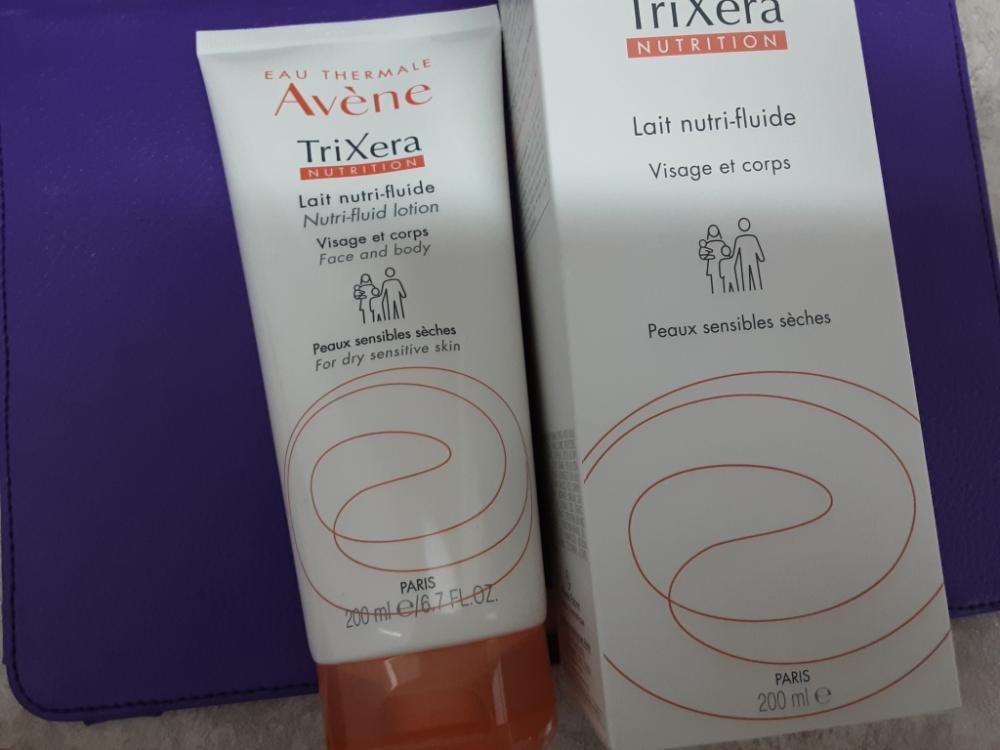 EAU THERMALE
Avène
TriXera
NUTRITION
Lait nutri-fluide
Nutri-fluid lotion
Visage et corps
Face and body
Peaux sensibles sèches
For dry sensitive skin
PARIS
200 ml e/6.7 FL.OZ.
TriXera
NUTRITION
Lait nutri-fluide
Visage et corps
Peaux sensibles sèches
PARIS
200 ml e